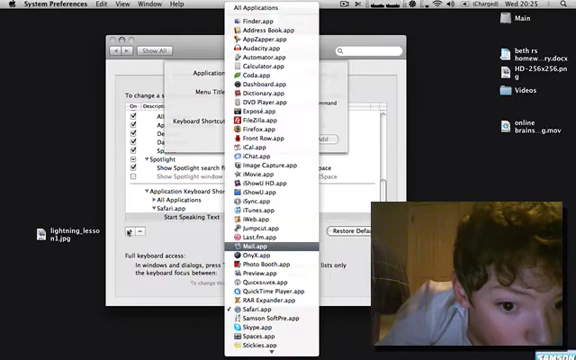 System Preferences Edit View Window Help
(Charged) Wed 20:25
All Applications
Finder.app
Address Book.app
AppZapper.app
Audacity.app
Automator.app
Calculator.app
Coda.app
Dashboard.app
Dictionary.app
DVD Player.app
Exposé.app
FileZilla.app
Firefox.app
Front Row.app
iCal.app
iChat.app
Image Capture.app
iMovie.app
iShowU HD.app
iShowU.app
iSync.app
iTunes.app
iWeb.app
Jumpcut.app
Last.fm.app
Mail.app
OnyX.app
Photo Booth.app
Preview.app
Quicksilver.app
QuickTime Player.app
RAR Expander.app
Safari.app
Samson SoftPre.app
Skype.app
Spaces.app
Stickies.app
Show All
Application
Menu Title
Keyboard Shortcut
To change a
On Descript
Spotlight
Show Spotlight search f
Show Spotlight window
Space
Application Keyboard Shor
All Applications
Safari.app
Start Speaking Text
Restore Defau
Full keyboard access:
In windows and dialogs, press
the keyboard focus between:
lists only
To change
Main
beth rs
homew...ry.docx
HD-256x256.pn
g
Videos
online
brains...g.mov
lightning_lesso
n1.jpg
SAMSON